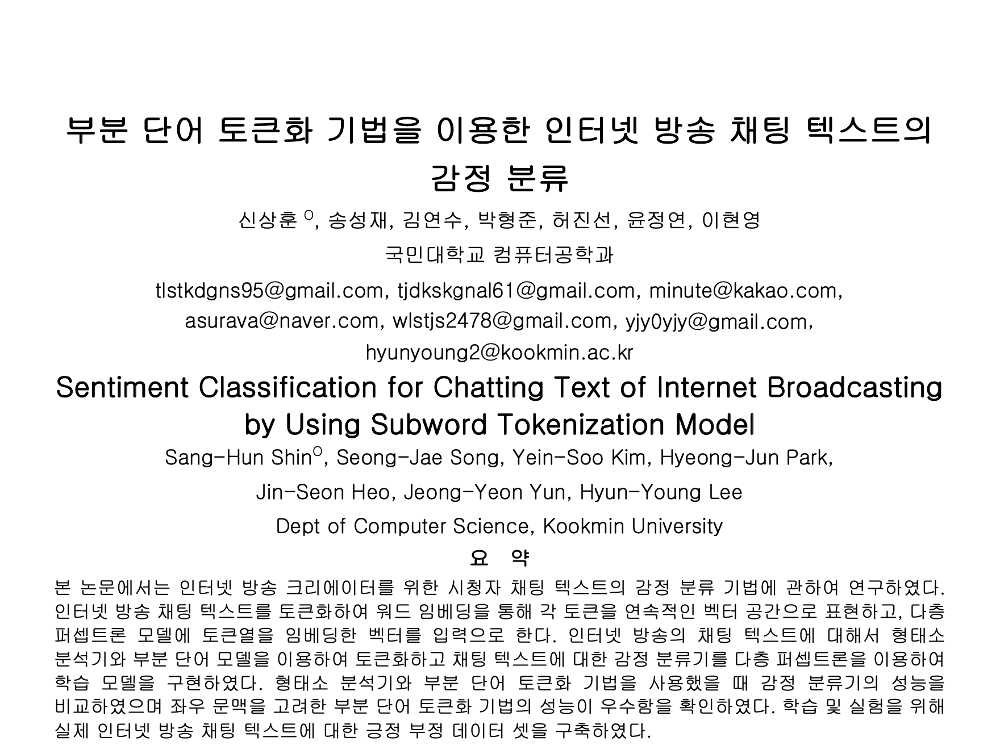 부분 단어 토큰화 기법을 이용한 인터넷 방송 채팅 텍스트의
감정 분류
신상훈 O, 송성재, 김연수, 박형준, 허진선, 윤정연, 이현영
국민대학교 컴퓨터공학과
tlstkdgns95@gmail.com, tjdkskgnal61@gmail.com, minute@kakao.com,
asurava@naver.com, wlstjs2478@gmail.com, yjy0yjy@gmail.com,
hyunyoung2@kookmin.ac.kr
Sentiment Classification for Chatting Text of Internet Broadcasting
by Using Subword Tokenization Model
Sang-Hun ShinO, Seong-Jae Song, Yein-Soo Kim, Hyeong-Jun Park,
Jin-Seon Heo, Jeong-Yeon Yun, Hyun-Young Lee
Dept of Computer Science, Kookmin University
요 약
본 논문에서는 인터넷 방송 크리에이터를 위한 시청자 채팅 텍스트의 감정 분류 기법에 관하여 연구하였다.
인터넷 방송 채팅 텍스트를 토큰화하여 워드 임베딩을 통해 각 토큰을 연속적인 벡터 공간으로 표현하고, 다층
퍼셉트론 모델에 토큰열을 임베딩한 벡터를 입력으로 한다. 인터넷 방송의 채팅 텍스트에 대해서 형태소
분석기와 부분 단어 모델을 이용하여 토큰화하고 채팅 텍스트에 대한 감정 분류기를 다층 퍼셉트론을 이용하여
학습 모델을 구현하였다. 형태소 분석기와 부분 단어 토큰화 기법을 사용했을 때 감정 분류기의 성능을
비교하였으며 좌우 문맥을 고려한 부분 단어 토큰화 기법의 성능이 우수함을 확인하였다. 학습 및 실험을 위해
실제 인터넷 방송 채팅 텍스트에 대한 긍정 부정 데이터 셋을 구축하였다.